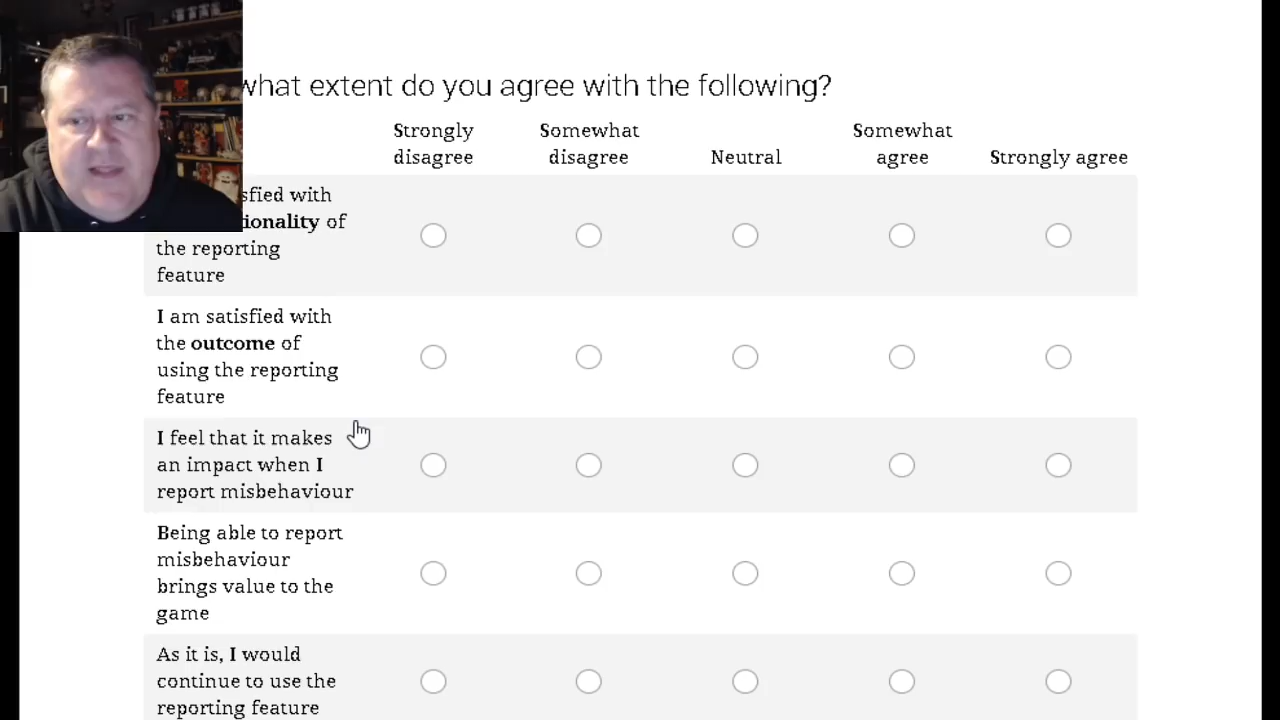 what extent do you agree with the following?
Strongly disagree
Somewhat disagree
Neutral
Somewhat agree
Strongly agree
with
of
the reporting
feature
I am satisfied with
the outcome of
using the reporting
feature
I feel that it makes
an impact when I
report misbehaviour
Being able to report
misbehaviour
brings value to the
game
As it is, I would
continue to use the
reporting feature